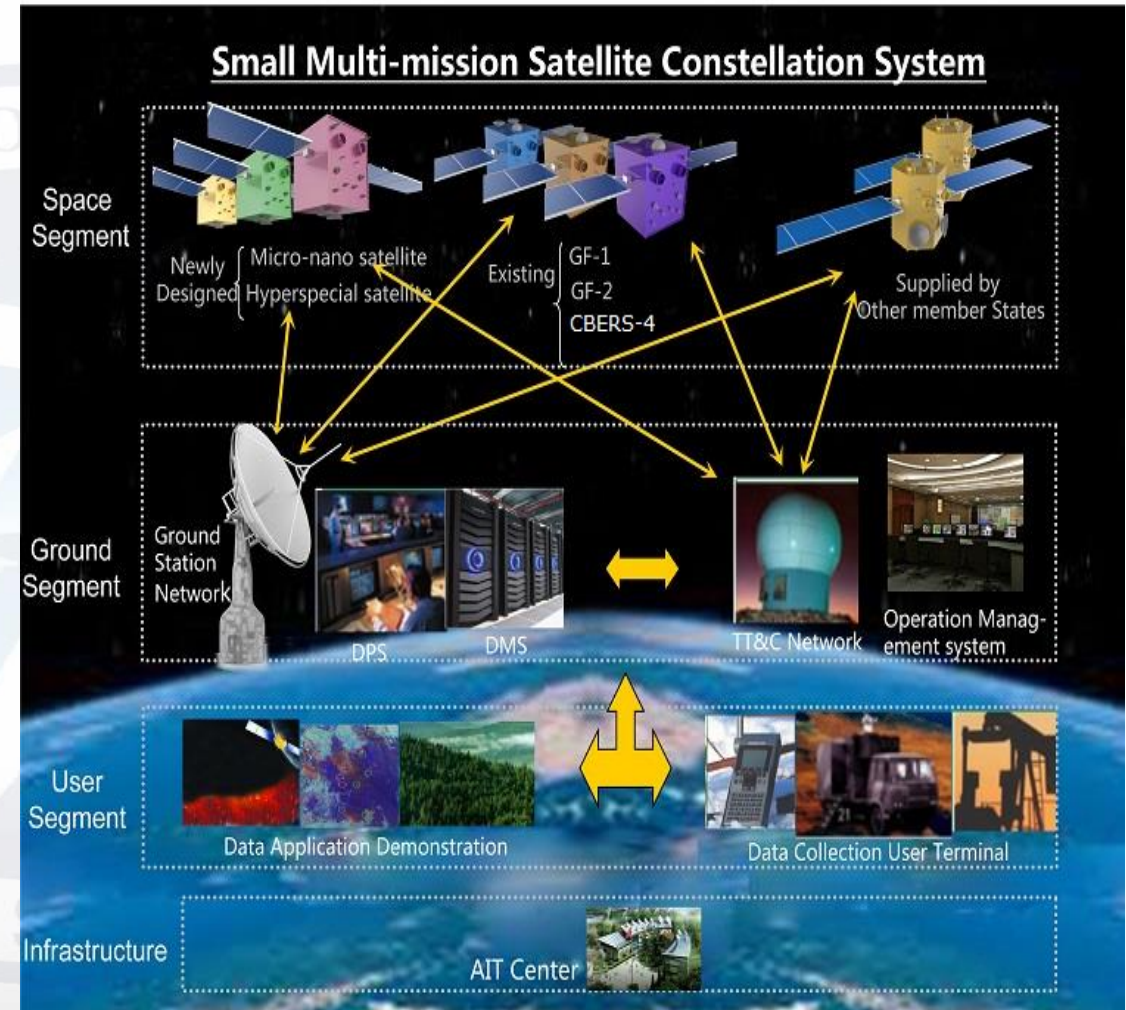 Small Multi-mission Satellite Constellation System
Space
Segment
Newly
Designed
Micro-nano satellite
Hyperspecial satellite
Existing
GF-1
GF-2
CBERS-4
Supplied by
Other member States
Ground
Segment
Ground
Station
Network
DPS
DMS
TT&C Network
Operation Manag-
ement system
User
Segment
Data Application Demonstration
21
Data Collection User Terminal
Infrastructure
AIT Center